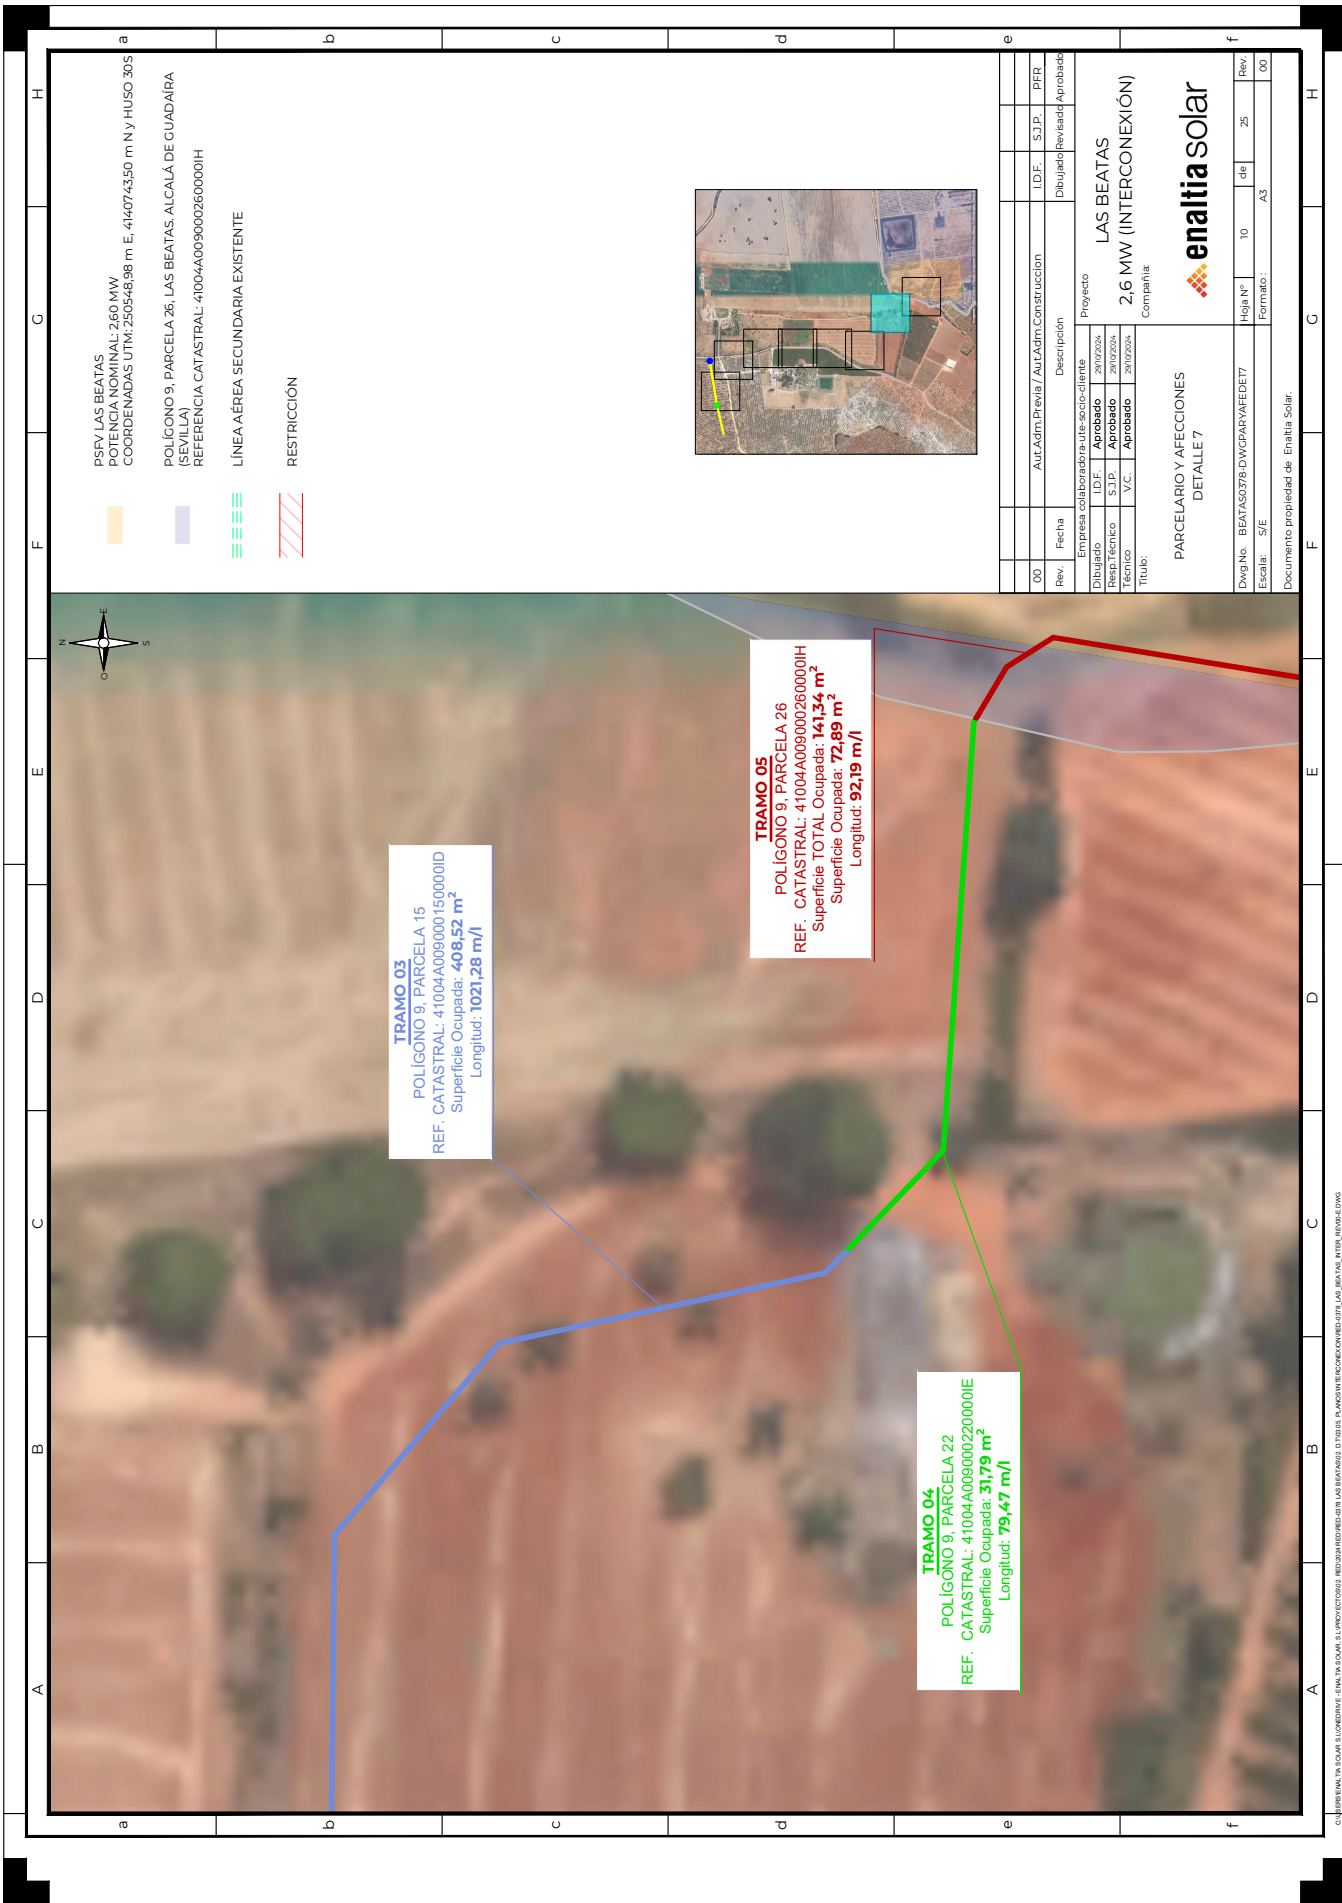 PSFV LAS BEATAS
POTENCIA NOMINAL: 2,60 MW
COORDENADAS UTM: 250548,98 m E, 4140743,50 m N y HUSO 30S
POLÍGONO 9, PARCELA 26, LAS BEATAS. ALCALÁ DE GUADAÍRA
(SEVILLA)
REFERENCIA CATASTRAL: 41004A009000260000IH
LÍNEA AÉREA SECUNDARIA EXISTENTE
RESTRICCIÓN
N
E
S
O
TRAMO 03
POLÍGONO 9, PARCELA 15
REF. CATASTRAL: 41004A009000150000ID
Superficie Ocupada: 408,52 m²
Longitud: 1021,28 m/l
TRAMO 05
POLÍGONO 9, PARCELA 26
REF. CATASTRAL: 41004A009000260000IH
Superficie TOTAL Ocupada: 141,34 m²
Superficie Ocupada: 72,89 m²
Longitud: 92,19 m/l
TRAMO 04
POLÍGONO 9, PARCELA 22
REF. CATASTRAL: 41004A009000220000IE
Superficie Ocupada: 31,79 m²
Longitud: 79,47 m/l
00 Aut.Adm.Previa / Aut.Adm.Construccion I.D.F. S.J.P. PFR
Rev. Fecha Descripción Dibujado Revisado Aprobado
Empresa colaboradora-ute-socio-cliente
Dibujado I.D.F. Aprobado 29/10/2024
Resp.Técnico S.J.P. Aprobado 29/10/2024
Técnico V.C. Aprobado 29/10/2024
Proyecto
LAS BEATAS
2,6 MW (INTERCONEXIÓN)
Compañia:
enaltia solar
Título:
PARCELARIO Y AFECCIONES
DETALLE 7
Dwg.No. BEATAS0378-DWGPARYAFEDET7 Hoja Nº 10 de 25 Rev.
Escala: S/E Formato : A3 00
Documento propiedad de Enaltia Solar.
A B C D E F G H
A B C D E F G H
a b c d e f
a b c d e f